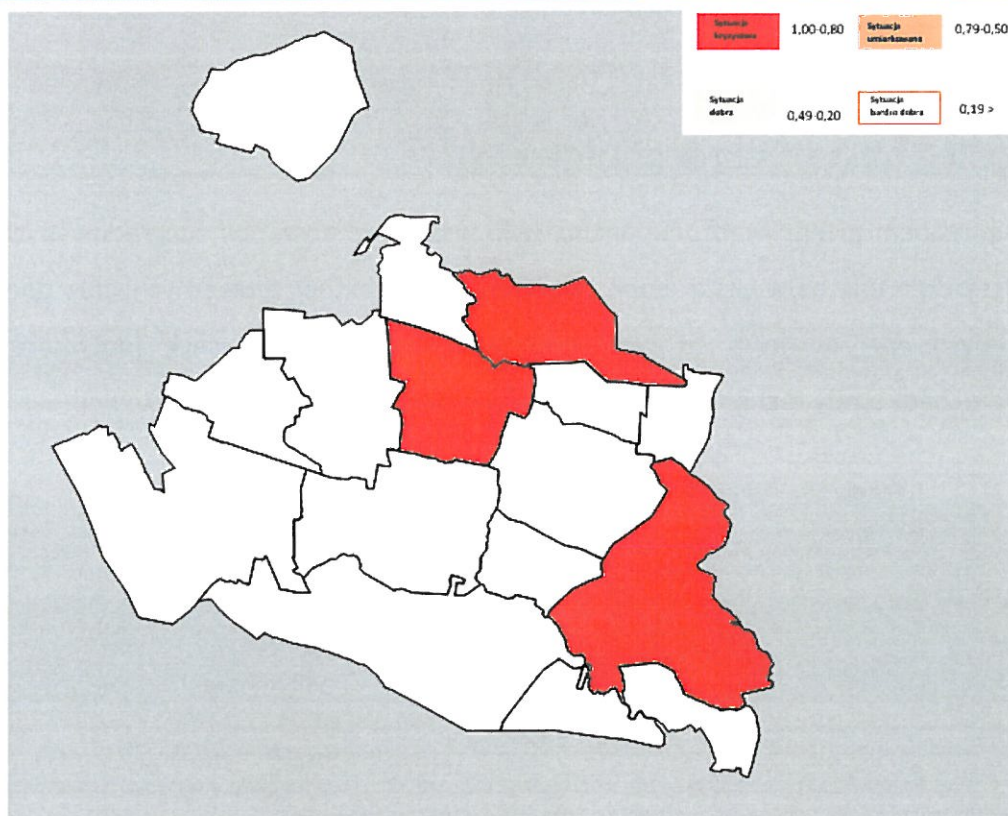 Sytuacja
kryzysowa
1,00-0,80
Sytuacja
umiarkowana
0,79-0,50
Sytuacja
dobra
0,49-0,20
Sytuacja
bardzo dobra
0,19 >